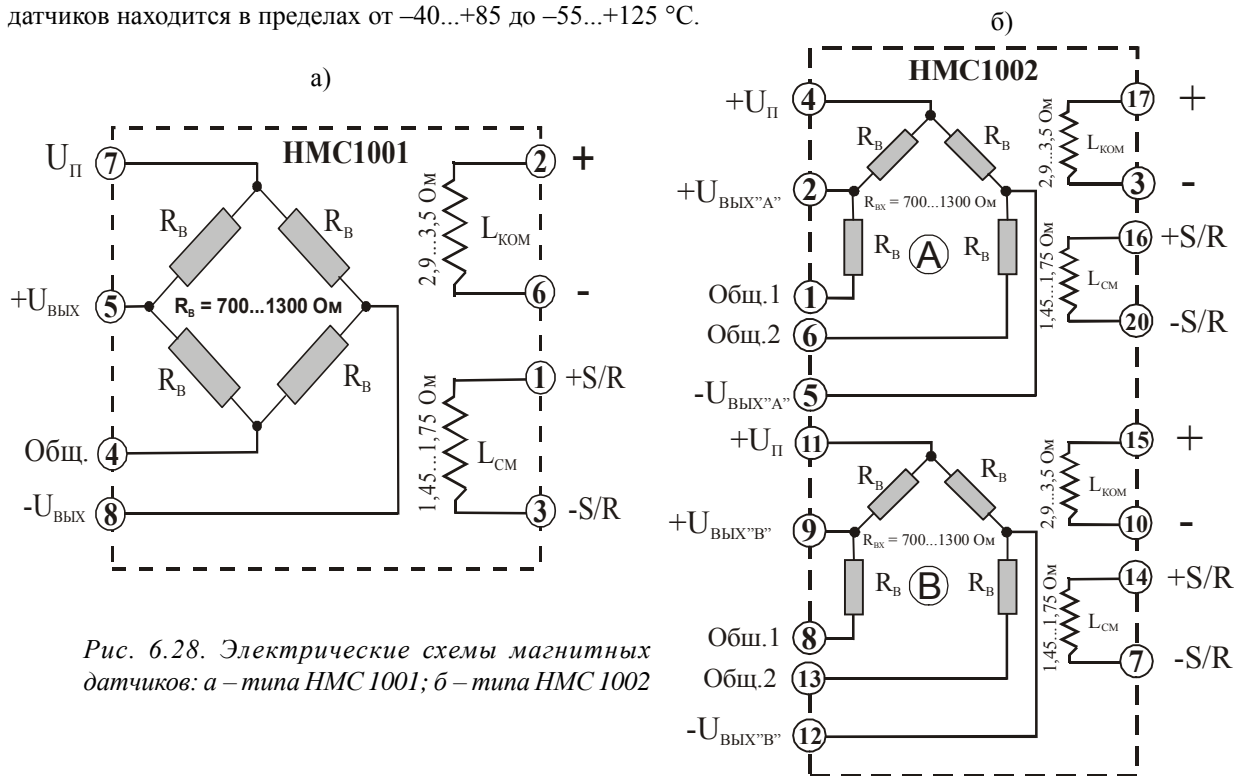 датчиков находится в пределах от –40...+85 до –55...+125 °С.
а)
HMC1001
U_П 7
R_В R_В
+U_ВЫХ 5
R_В = 700...1300 Ом
R_В R_В
Общ. 4
-U_ВЫХ 8
2,9...3,5 Ом
L_КОМ
2 +
6 -
1,45...1,75 Ом
L_СМ
1 +S/R
3 -S/R
Рис. 6.28. Электрические схемы магнитных
датчиков: а – типа НМС 1001; б – типа НМС 1002
б)
HMC1002
+U_П 4
R_В R_В
+U_ВЫХ"А" 2
R_ВХ = 700...1300 Ом
R_В A R_В
Общ.1 1
Общ.2 6
-U_ВЫХ"А" 5
2,9...3,5 Ом
L_КОМ
17 +
3 -
1,45...1,75 Ом
L_СМ
16 +S/R
20 -S/R
+U_П 11
R_В R_В
+U_ВЫХ"В" 9
R_ВХ = 700...1300 Ом
R_В B R_В
Обш.1 8
Общ.2 13
-U_ВЫХ"В" 12
2,9...3,5 Ом
L_КОМ
15 +
10 -
1,45...1,75 Ом
L_СМ
14 +S/R
7 -S/R